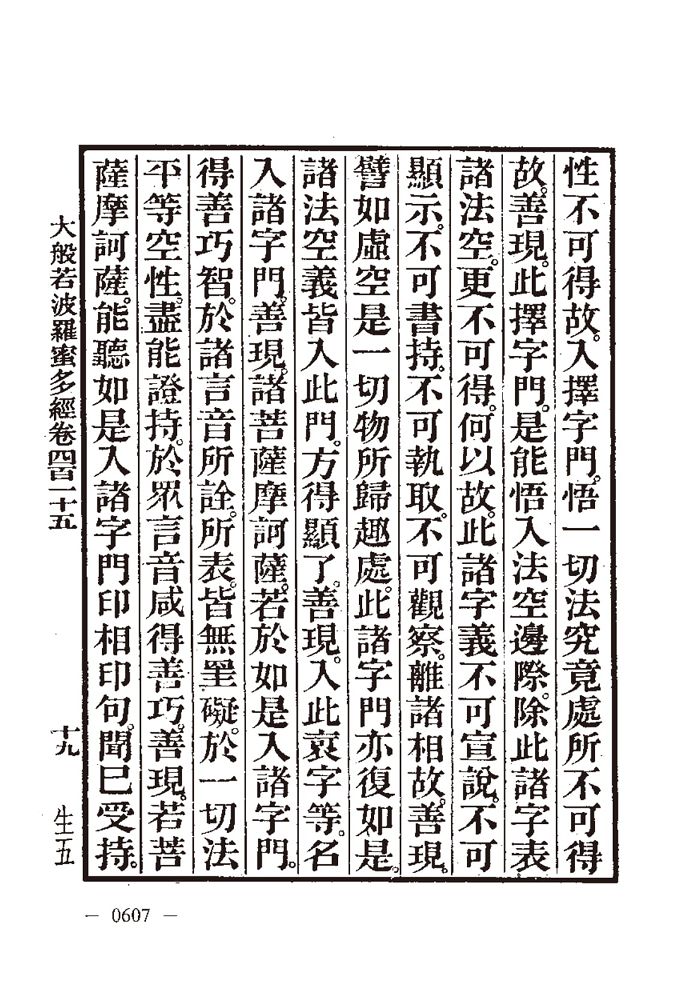 性不可得故。入擇字門。悟一切法究竟處所不可得
故。善現。此擇字門。是能悟入法空邊際。除此諸字表
諸法空。更不可得。何以故。此諸字義不可宣說。不可
顯示。不可書持。不可執取。不可觀察。離諸相故。善現。
譬如虛空是一切物所歸趣處。此諸字門亦復如是。
諸法空義皆入此門。方得顯了。善現。入此裒字等。名
入諸字門。善現。諸菩薩摩訶薩。若於如是入諸字門。
得善巧智。於諸言音所詮。所表。皆無罣礙。於一切法
平等空性。盡能證持。於眾言音咸得善巧。善現。若菩
薩摩訶薩。能聽如是入諸字門印相印句。聞已受持。
大般若波羅蜜多經卷四百一十五
十九
生五
— 0607 —